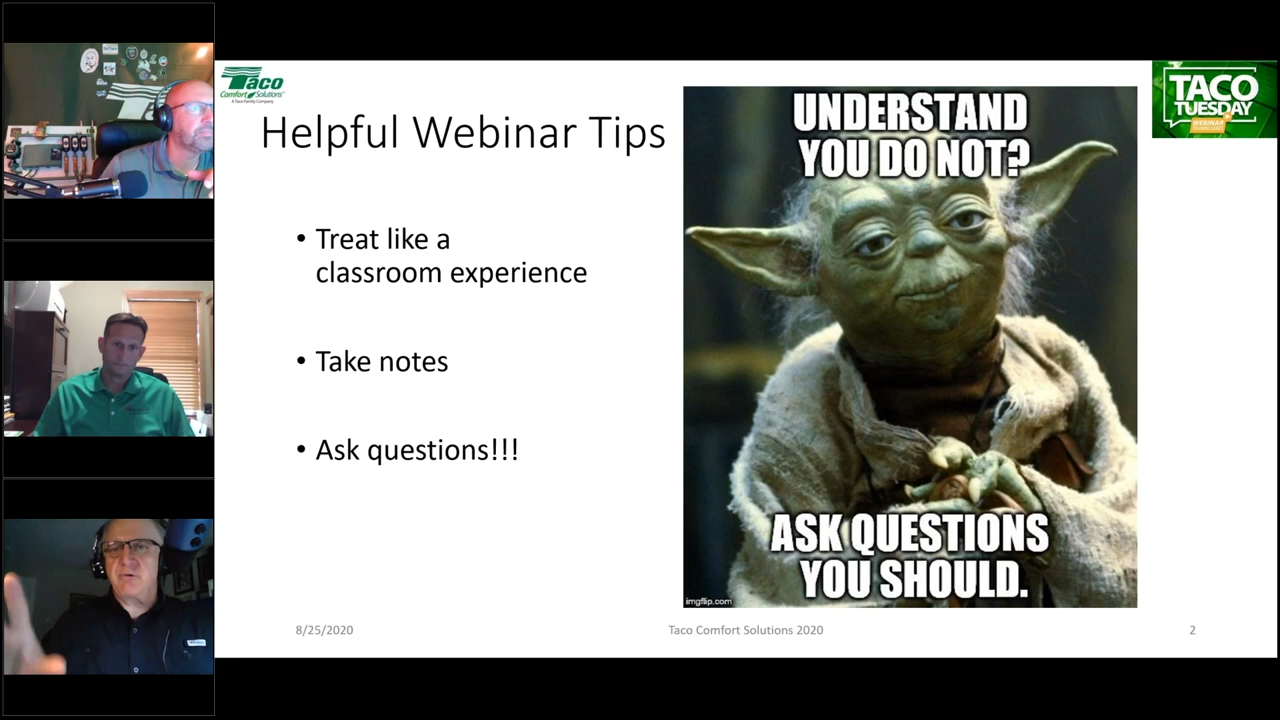 Taco
Comfort Solutions
A Taco Family Company
Helpful Webinar Tips
• Treat like a
classroom experience
• Take notes
• Ask questions!!!
UNDERSTAND
YOU DO NOT?
ASK QUESTIONS
YOU SHOULD.
imgflip.com
TACO
TUESDAY
WEBINAR
8/25/2020
Taco Comfort Solutions 2020
2